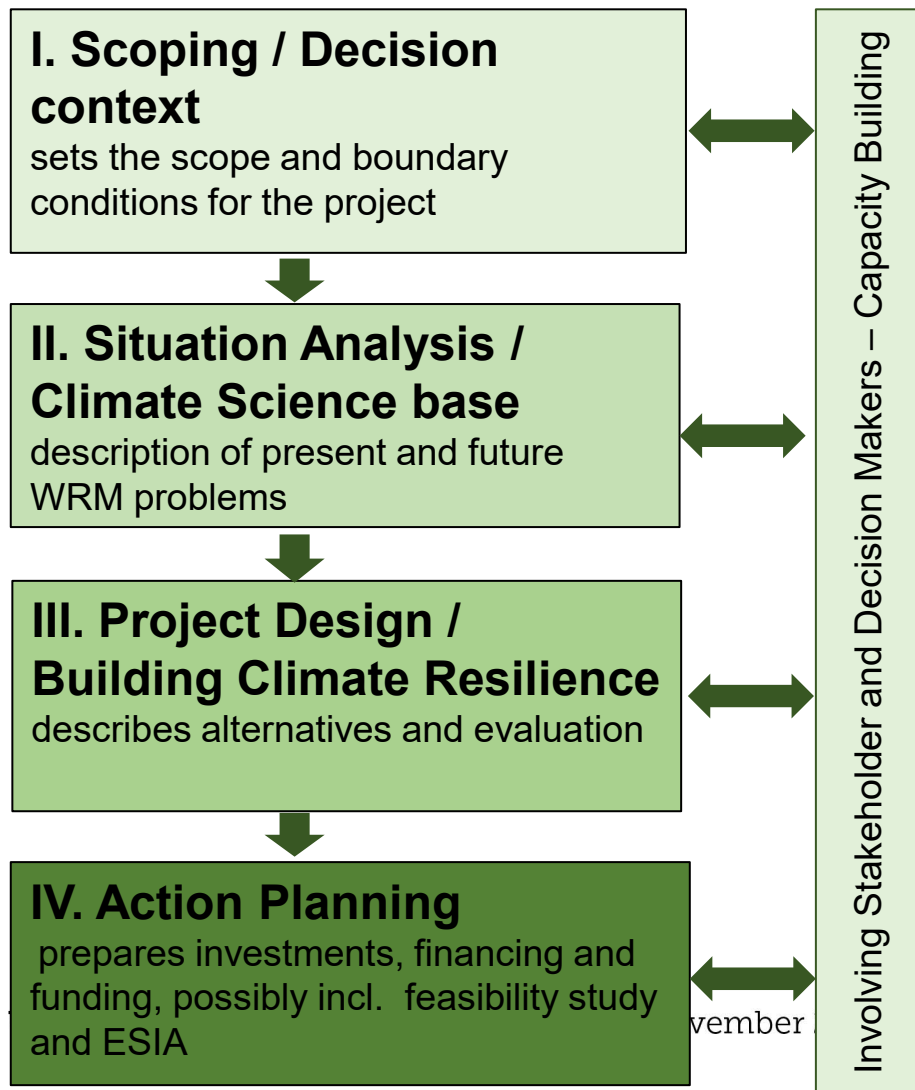 I. Scoping / Decision
context
sets the scope and boundary
conditions for the project
II. Situation Analysis /
Climate Science base
description of present and future
WRM problems
III. Project Design /
Building Climate Resilience
describes alternatives and evaluation
IV. Action Planning
prepares investments, financing and
funding, possibly incl. feasibility study
and ESIA
vember
Involving Stakeholder and Decision Makers – Capacity Building